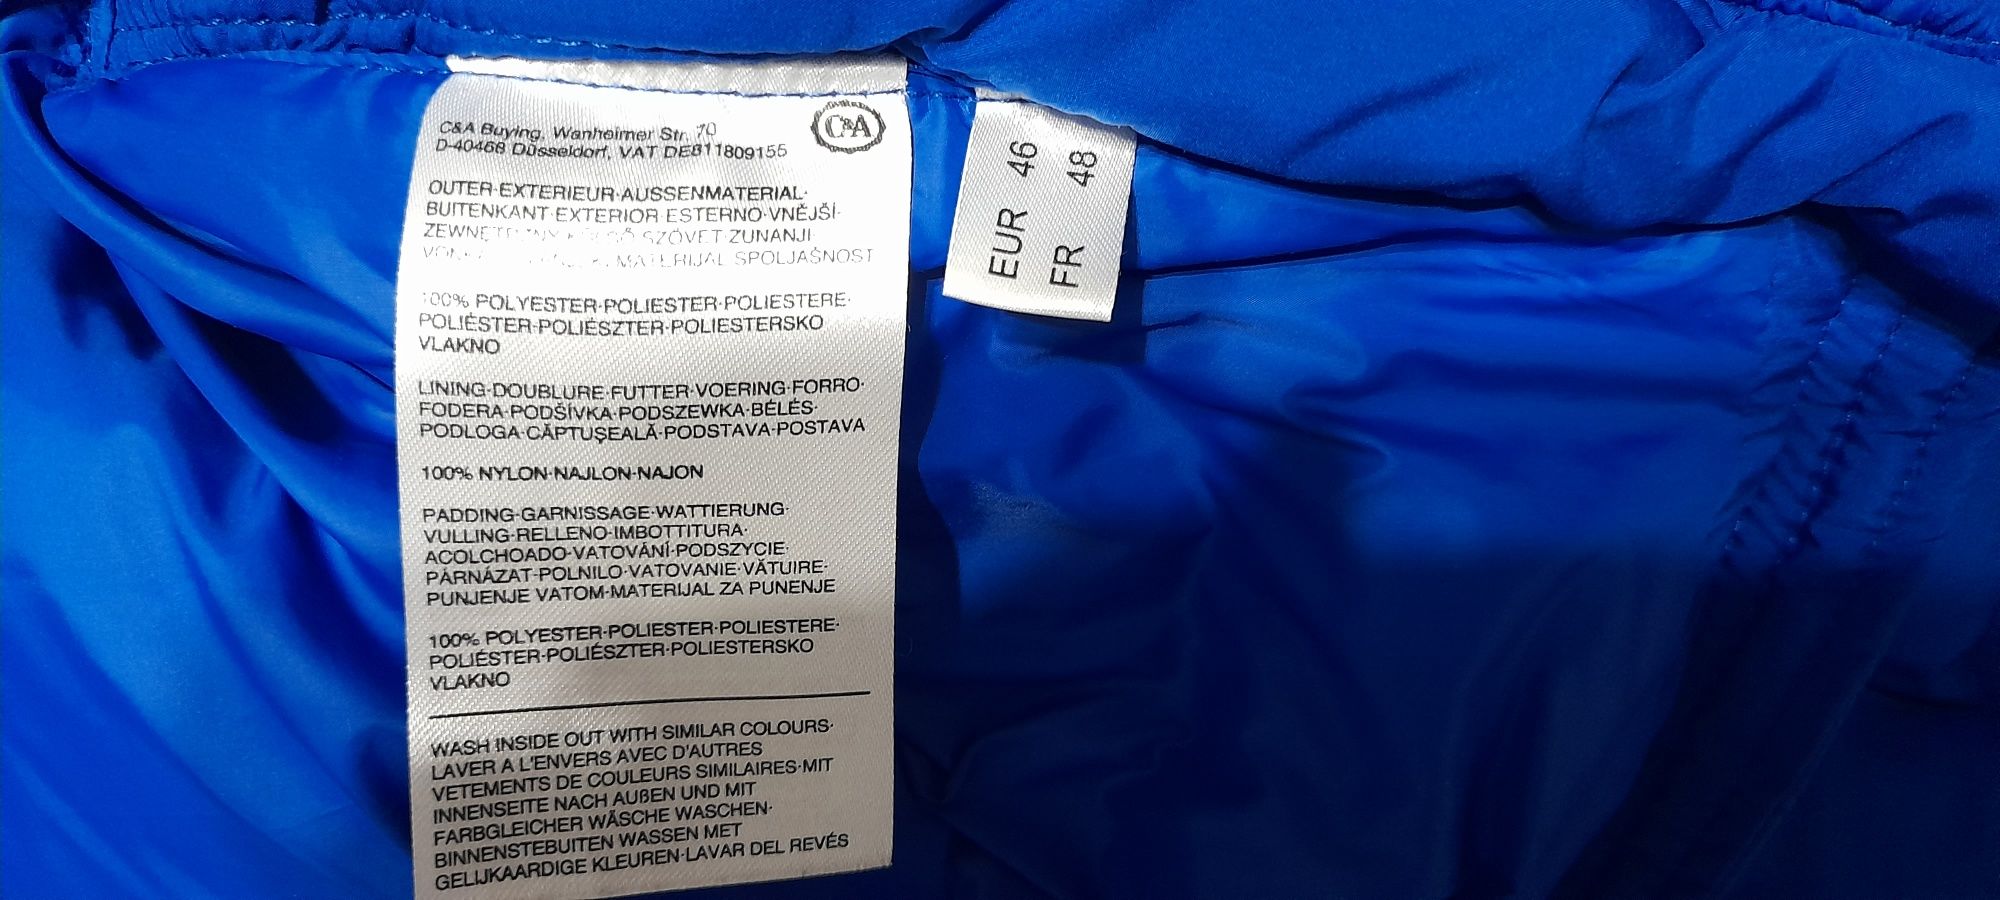 C&A Buying, Wanheimer Str. 70
D-40468 Düsseldorf, VAT DE811809155
C&A
OUTER·EXTERIEUR·AUSSENMATERIAL·
BUITENKANT·EXTERIOR·ESTERNO·VNĚJŠÍ·
SZÖVET·ZUNANJI·
MATERIJAL SPOLJAŠNOST
100% POLYESTER·POLIESTER·POLIESTERE·
POLIÉSTER·POLIÉSZTER·POLIESTERSKO
VLAKNO
LINING·DOUBLURE·FUTTER·VOERING·FORRO·
FODERA·PODŠÍVKA·PODSZEWKA·BÉLÉS·
PODLOGA·CĂPTUŞEALĂ·PODSTAVA·POSTAVA
100% NYLON·NAJLON·NAJON
PADDING·GARNISSAGE·WATTIERUNG·
VULLING·RELLENO·IMBOTTITURA·
ACOLCHOADO·VATOVÁNÍ·PODSZYCIE·
PÁRNÁZAT·POLNILO·VATOVANIE·VĂTUIRE·
PUNJENJE VATOM·MATERIJAL ZA PUNENJE
100% POLYESTER·POLIESTER·POLIESTERE·
POLIÉSTER·POLIÉSZTER·POLIESTERSKO
VLAKNO
WASH INSIDE OUT WITH SIMILAR COLOURS·
LAVER A L'ENVERS AVEC D'AUTRES
VETEMENTS DE COULEURS SIMILAIRES·MIT
INNENSEITE NACH AUßEN UND MIT
FARBGLEICHER WÄSCHE WASCHEN·
BINNENSTEBUITEN WASSEN MET
GELIJKAARDIGE KLEUREN·LAVAR DEL REVÉS
EUR 46
FR 48